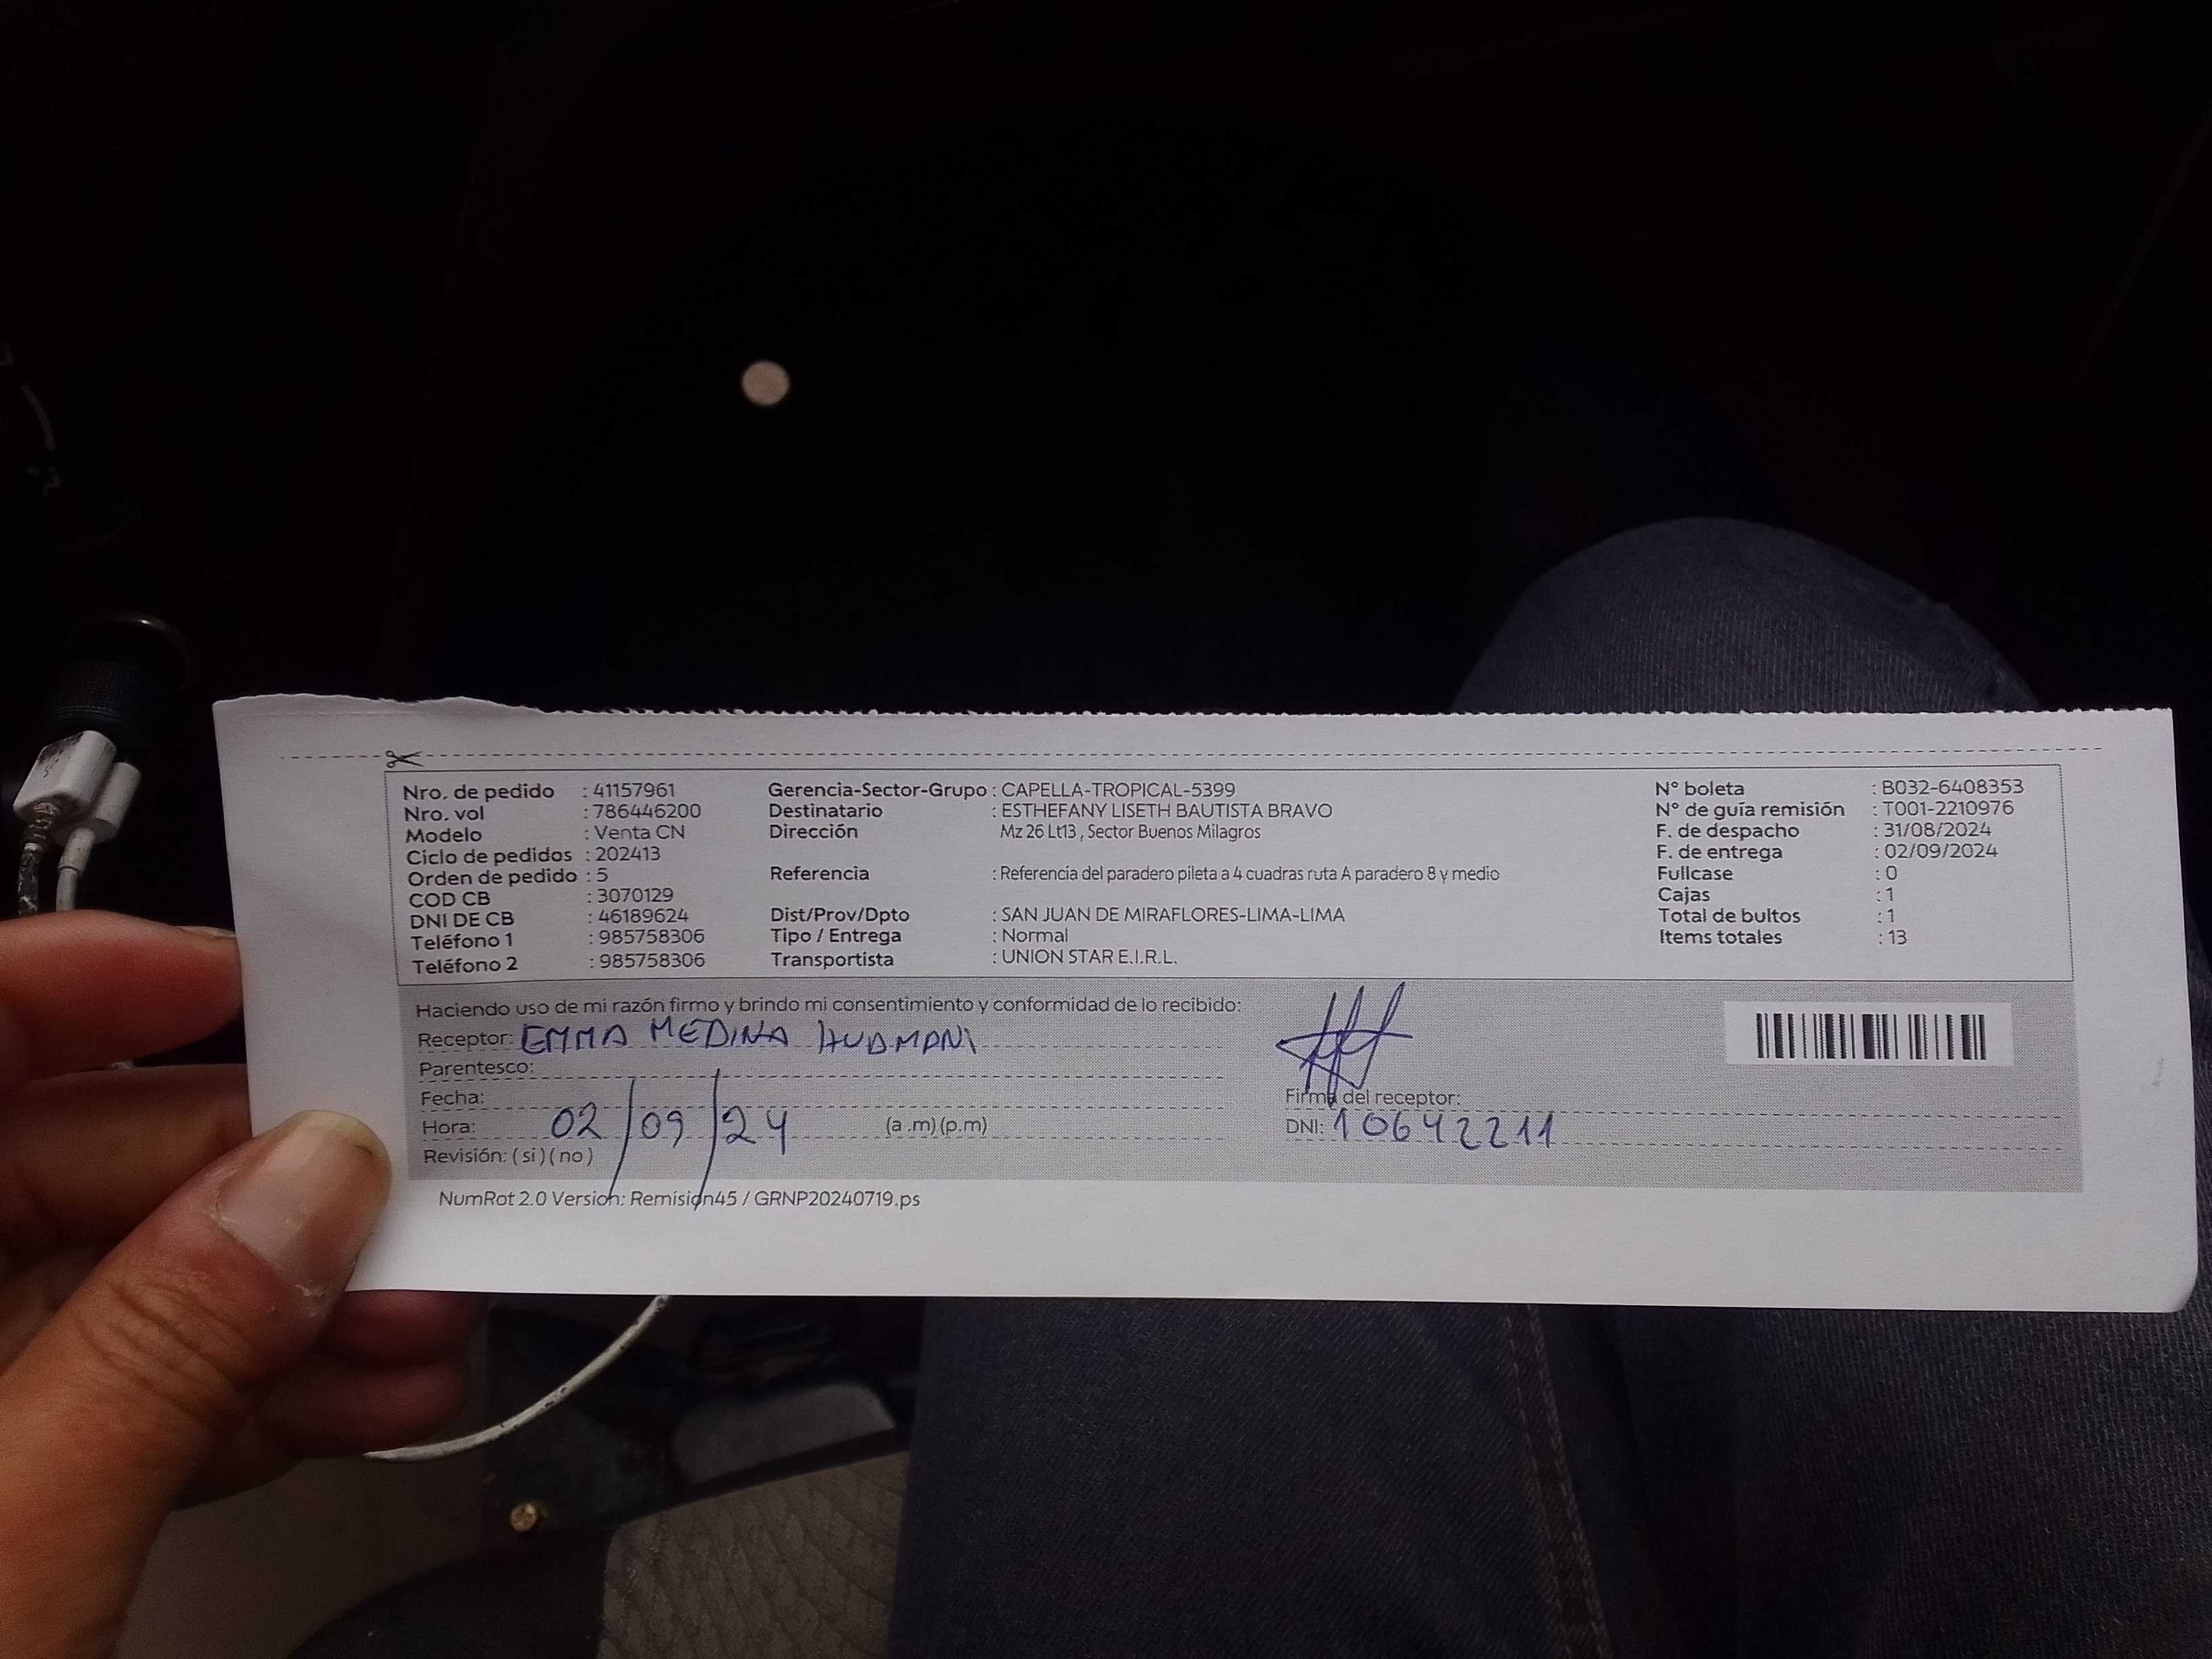 Nro. de pedido : 41157961 Gerencia-Sector-Grupo : CAPELLA-TROPICAL-5399 N° boleta : B032-6408353
Nro. vol : 786446200 Destinatario : ESTHEFANY LISETH BAUTISTA BRAVO N° de guía remisión : T001-2210976
Modelo : Venta CN Dirección Mz 26 Lt13 , Sector Buenos Milagros F. de despacho : 31/08/2024
Ciclo de pedidos : 202413 F. de entrega : 02/09/2024
Orden de pedido : 5 Referencia : Referencia del paradero pileta a 4 cuadras ruta A paradero 8 y medio Fullcase : 0
COD CB : 3070129 Cajas : 1
DNI DE CB : 46189624 Dist/Prov/Dpto : SAN JUAN DE MIRAFLORES-LIMA-LIMA Total de bultos : 1
Teléfono 1 : 985758306 Tipo / Entrega : Normal Items totales : 13
Teléfono 2 : 985758306 Transportista : UNION STAR E.I.R.L.
Haciendo uso de mi razón firmo y brindo mi consentimiento y conformidad de lo recibido:
Receptor: EMMA MEDINA HUAMANI
Parentesco:
Fecha: Firma del receptor:
Hora: 02/09/24 (a .m) (p.m) DNI: 10642211
Revisión: ( si ) ( no )
NumRot 2.0 Version: Remision45 / GRNP20240719.ps